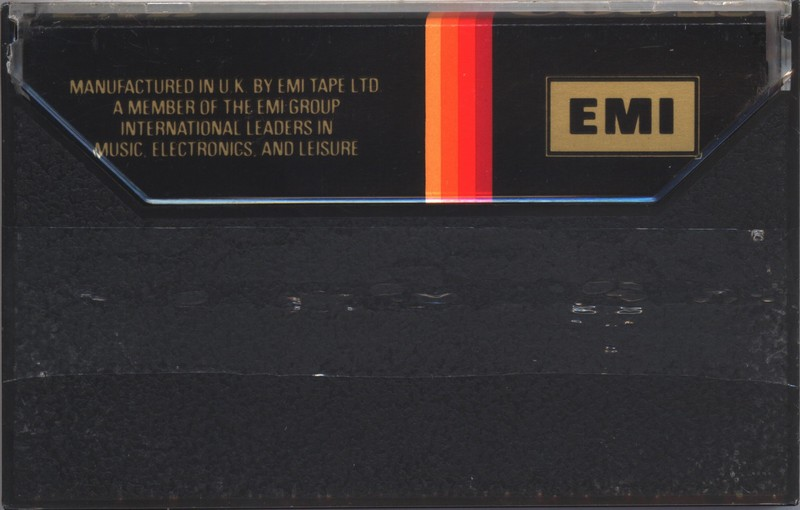 MANUFACTURED IN U.K. BY EMI TAPE LTD.
A MEMBER OF THE EMI GROUP
INTERNATIONAL LEADERS IN
MUSIC, ELECTRONICS, AND LEISURE
EMI